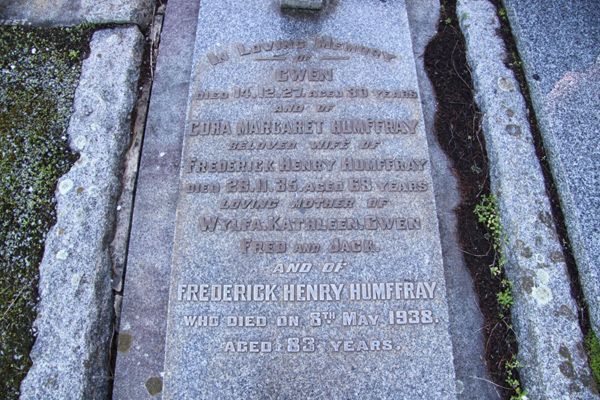 In Loving Memory
OF
GWEN
DIED 14.12.27. AGED 30 YEARS
AND OF
CORA MARGARET HUMFFRAY
BELOVED WIFE OF
FREDERICK HENRY HUMFFRAY
DIED 28.11.35. AGED 68 YEARS
LOVING MOTHER OF
WYLFA. KATHLEEN. GWEN
FRED AND JACK.
AND OF
FREDERICK HENRY HUMFFRAY
WHO DIED ON 8TH MAY, 1938.
AGED 83 YEARS.